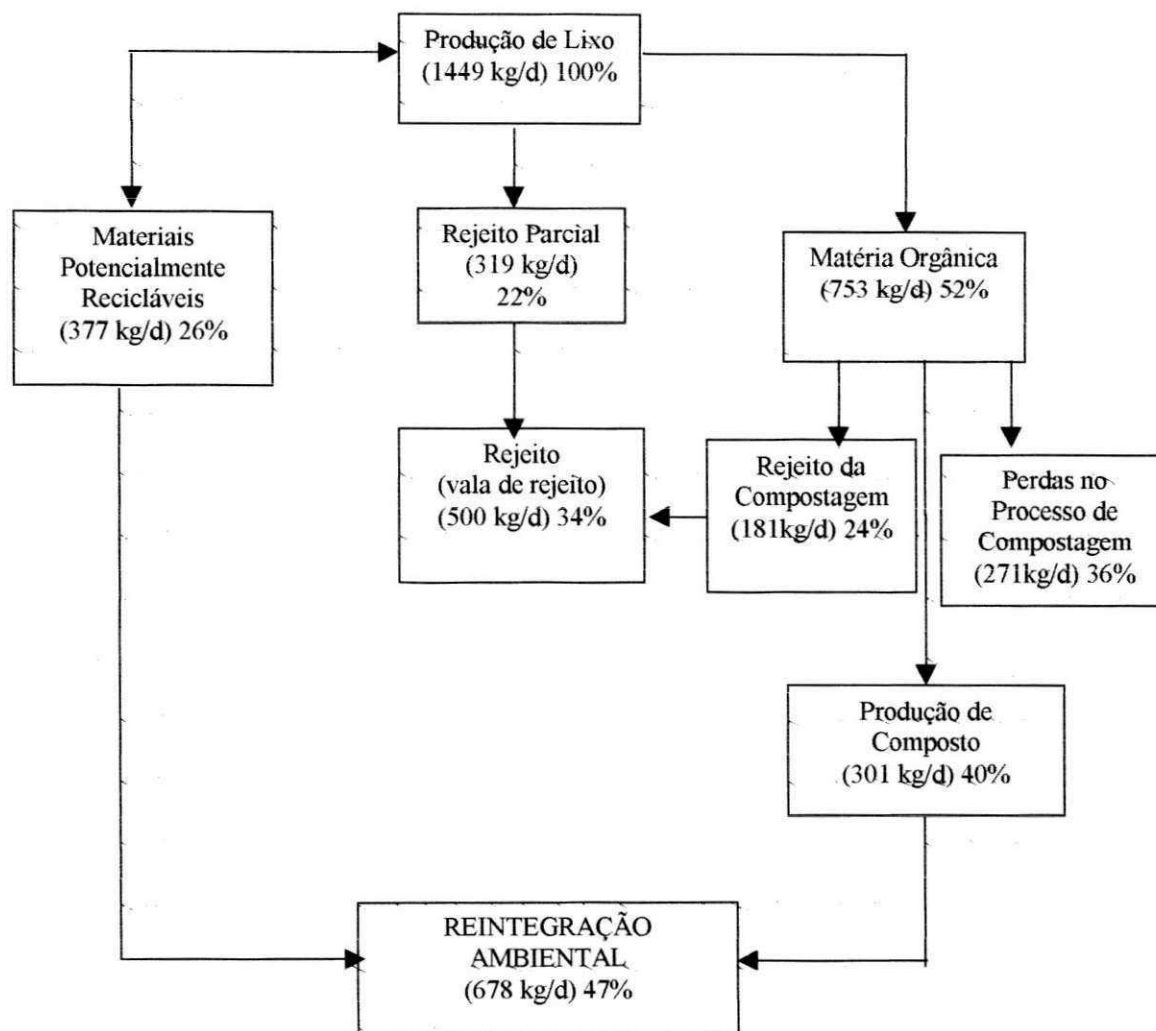 Produção de Lixo
(1449 kg/d) 100%
Materiais
Potencialmente
Recicláveis
(377 kg/d) 26%
Rejeito Parcial
(319 kg/d)
22%
Matéria Orgânica
(753 kg/d) 52%
Rejeito
(vala de rejeito)
(500 kg/d) 34%
Rejeito da
Compostagem
(181kg/d) 24%
Perdas no
Processo de
Compostagem
(271kg/d) 36%
Produção de
Composto
(301 kg/d) 40%
REINTEGRAÇÃO
AMBIENTAL
(678 kg/d) 47%